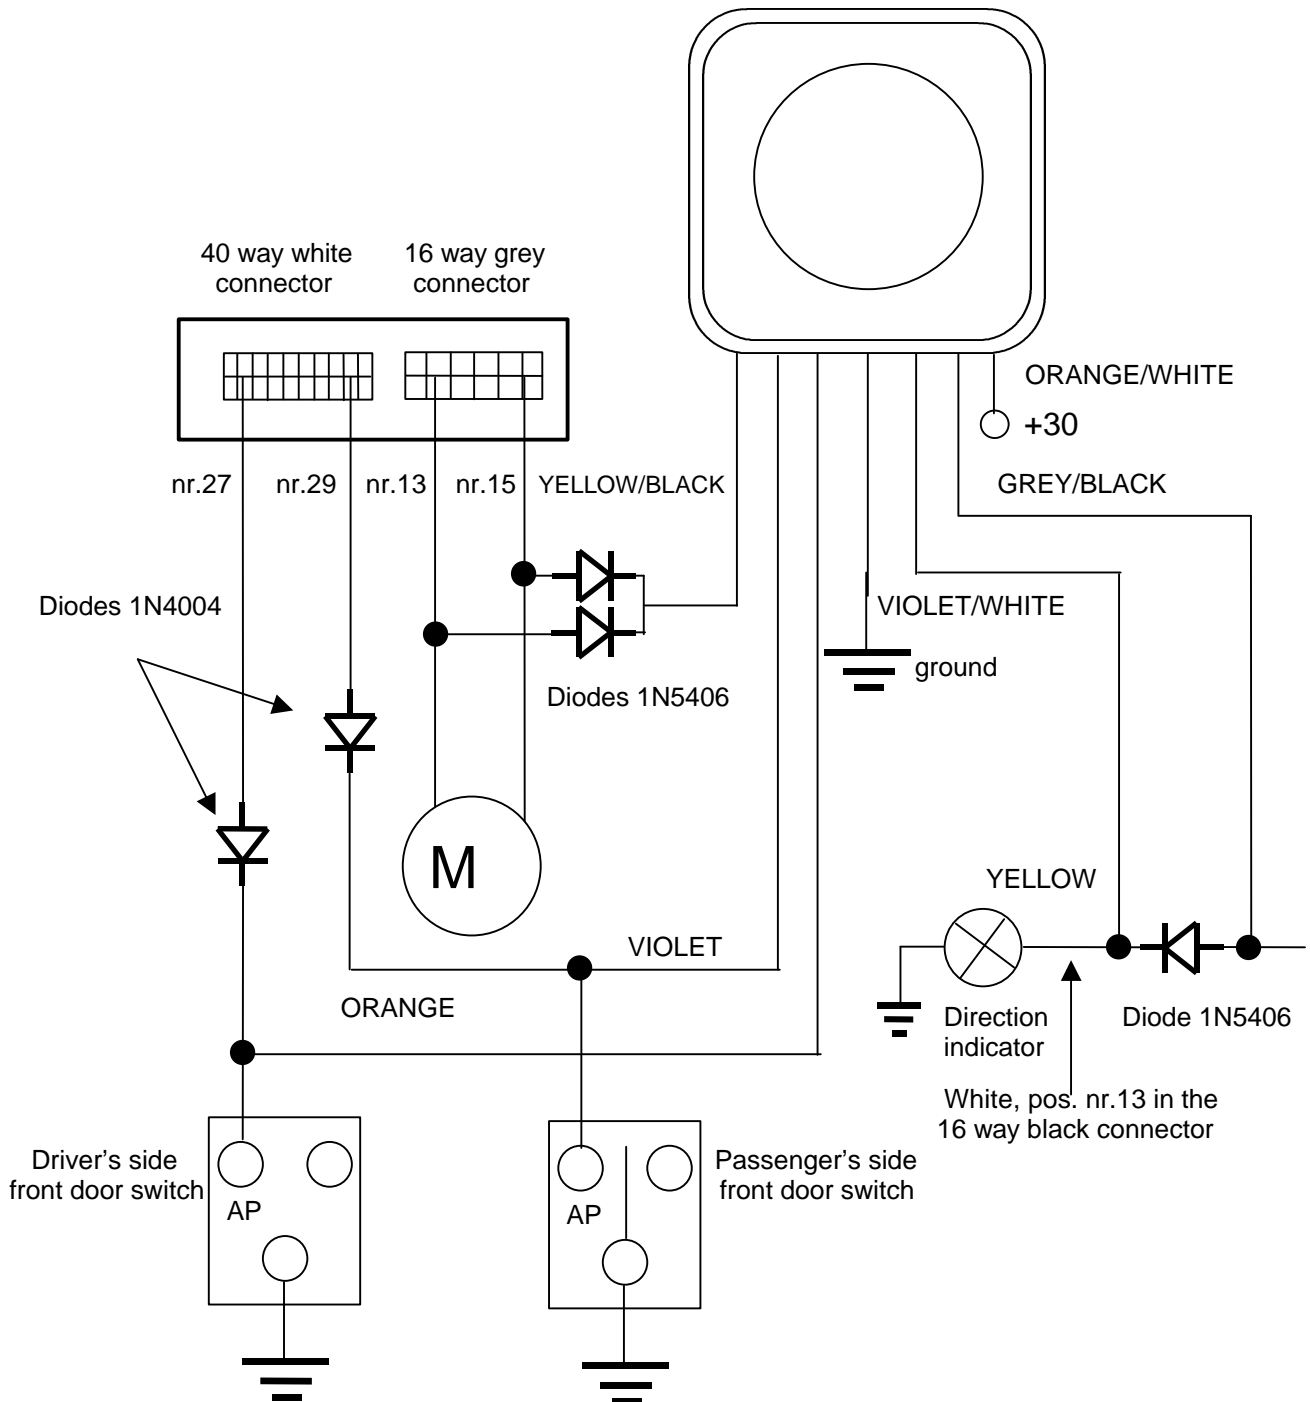 40 way white
connector
16 way grey
connector
ORANGE/WHITE
+30
nr.27
nr.29
nr.13
nr.15
YELLOW/BLACK
GREY/BLACK
Diodes 1N4004
VIOLET/WHITE
ground
Diodes 1N5406
M
YELLOW
VIOLET
ORANGE
Direction
indicator
Diode 1N5406
White, pos. nr.13 in the
16 way black connector
Driver's side
front door switch
AP
Passenger's side
front door switch
AP